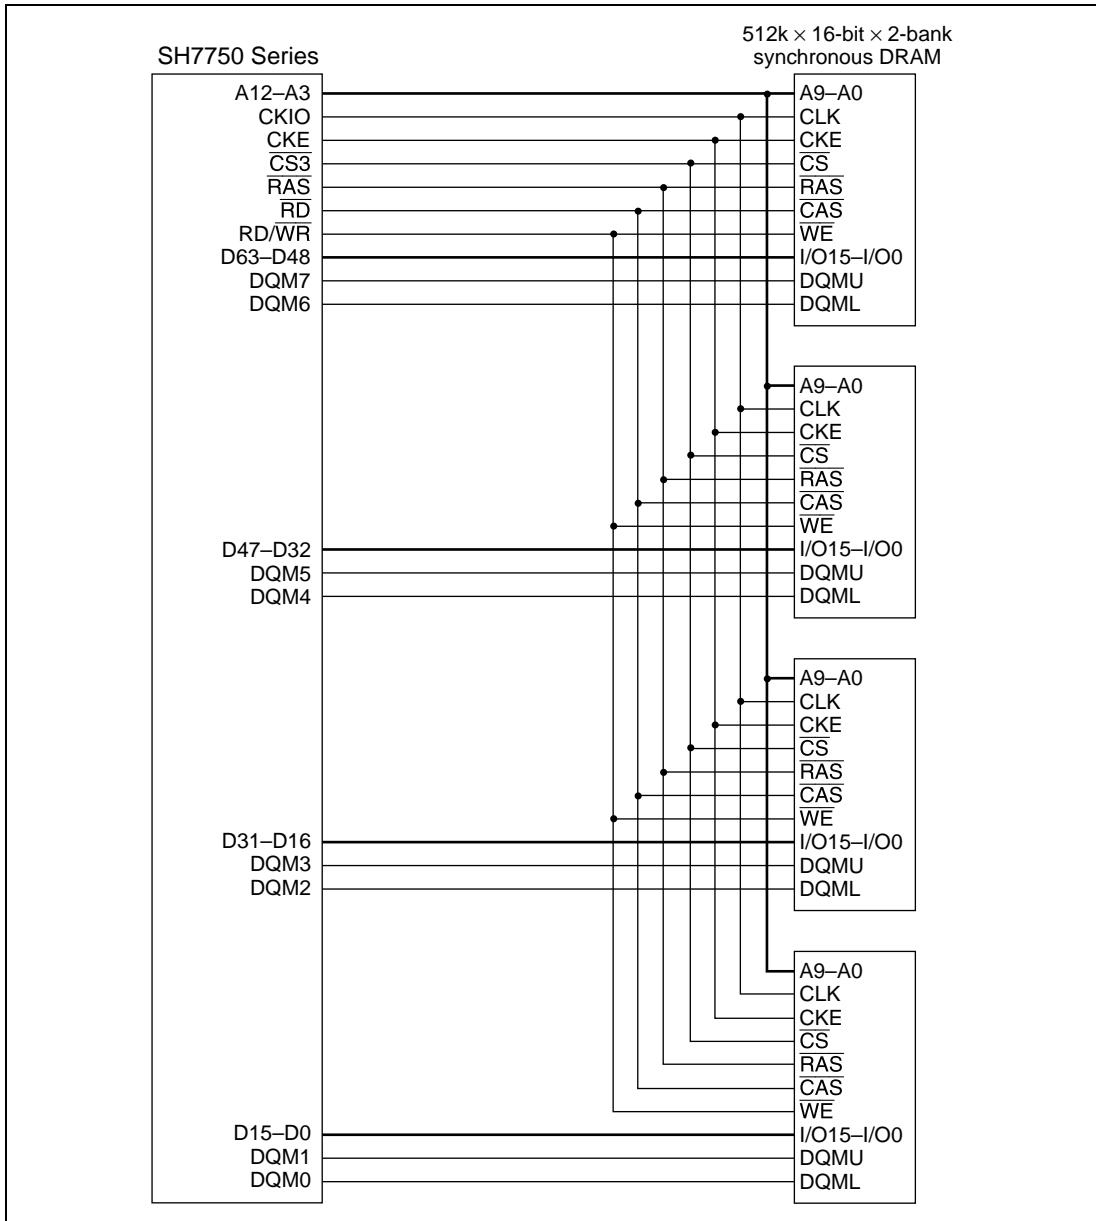 SH7750 Series
A12–A3
CKIO
CKE
CS3
RAS
RD
RD/WR
D63–D48
DQM7
DQM6
D47–D32
DQM5
DQM4
D31–D16
DQM3
DQM2
D15–D0
DQM1
DQM0
512k × 16-bit × 2-bank
synchronous DRAM
A9–A0
CLK
CKE
CS
RAS
CAS
WE
I/O15–I/O0
DQMU
DQML
A9–A0
CLK
CKE
CS
RAS
CAS
WE
I/O15–I/O0
DQMU
DQML
A9–A0
CLK
CKE
CS
RAS
CAS
WE
I/O15–I/O0
DQMU
DQML
A9–A0
CLK
CKE
CS
RAS
CAS
WE
I/O15–I/O0
DQMU
DQML